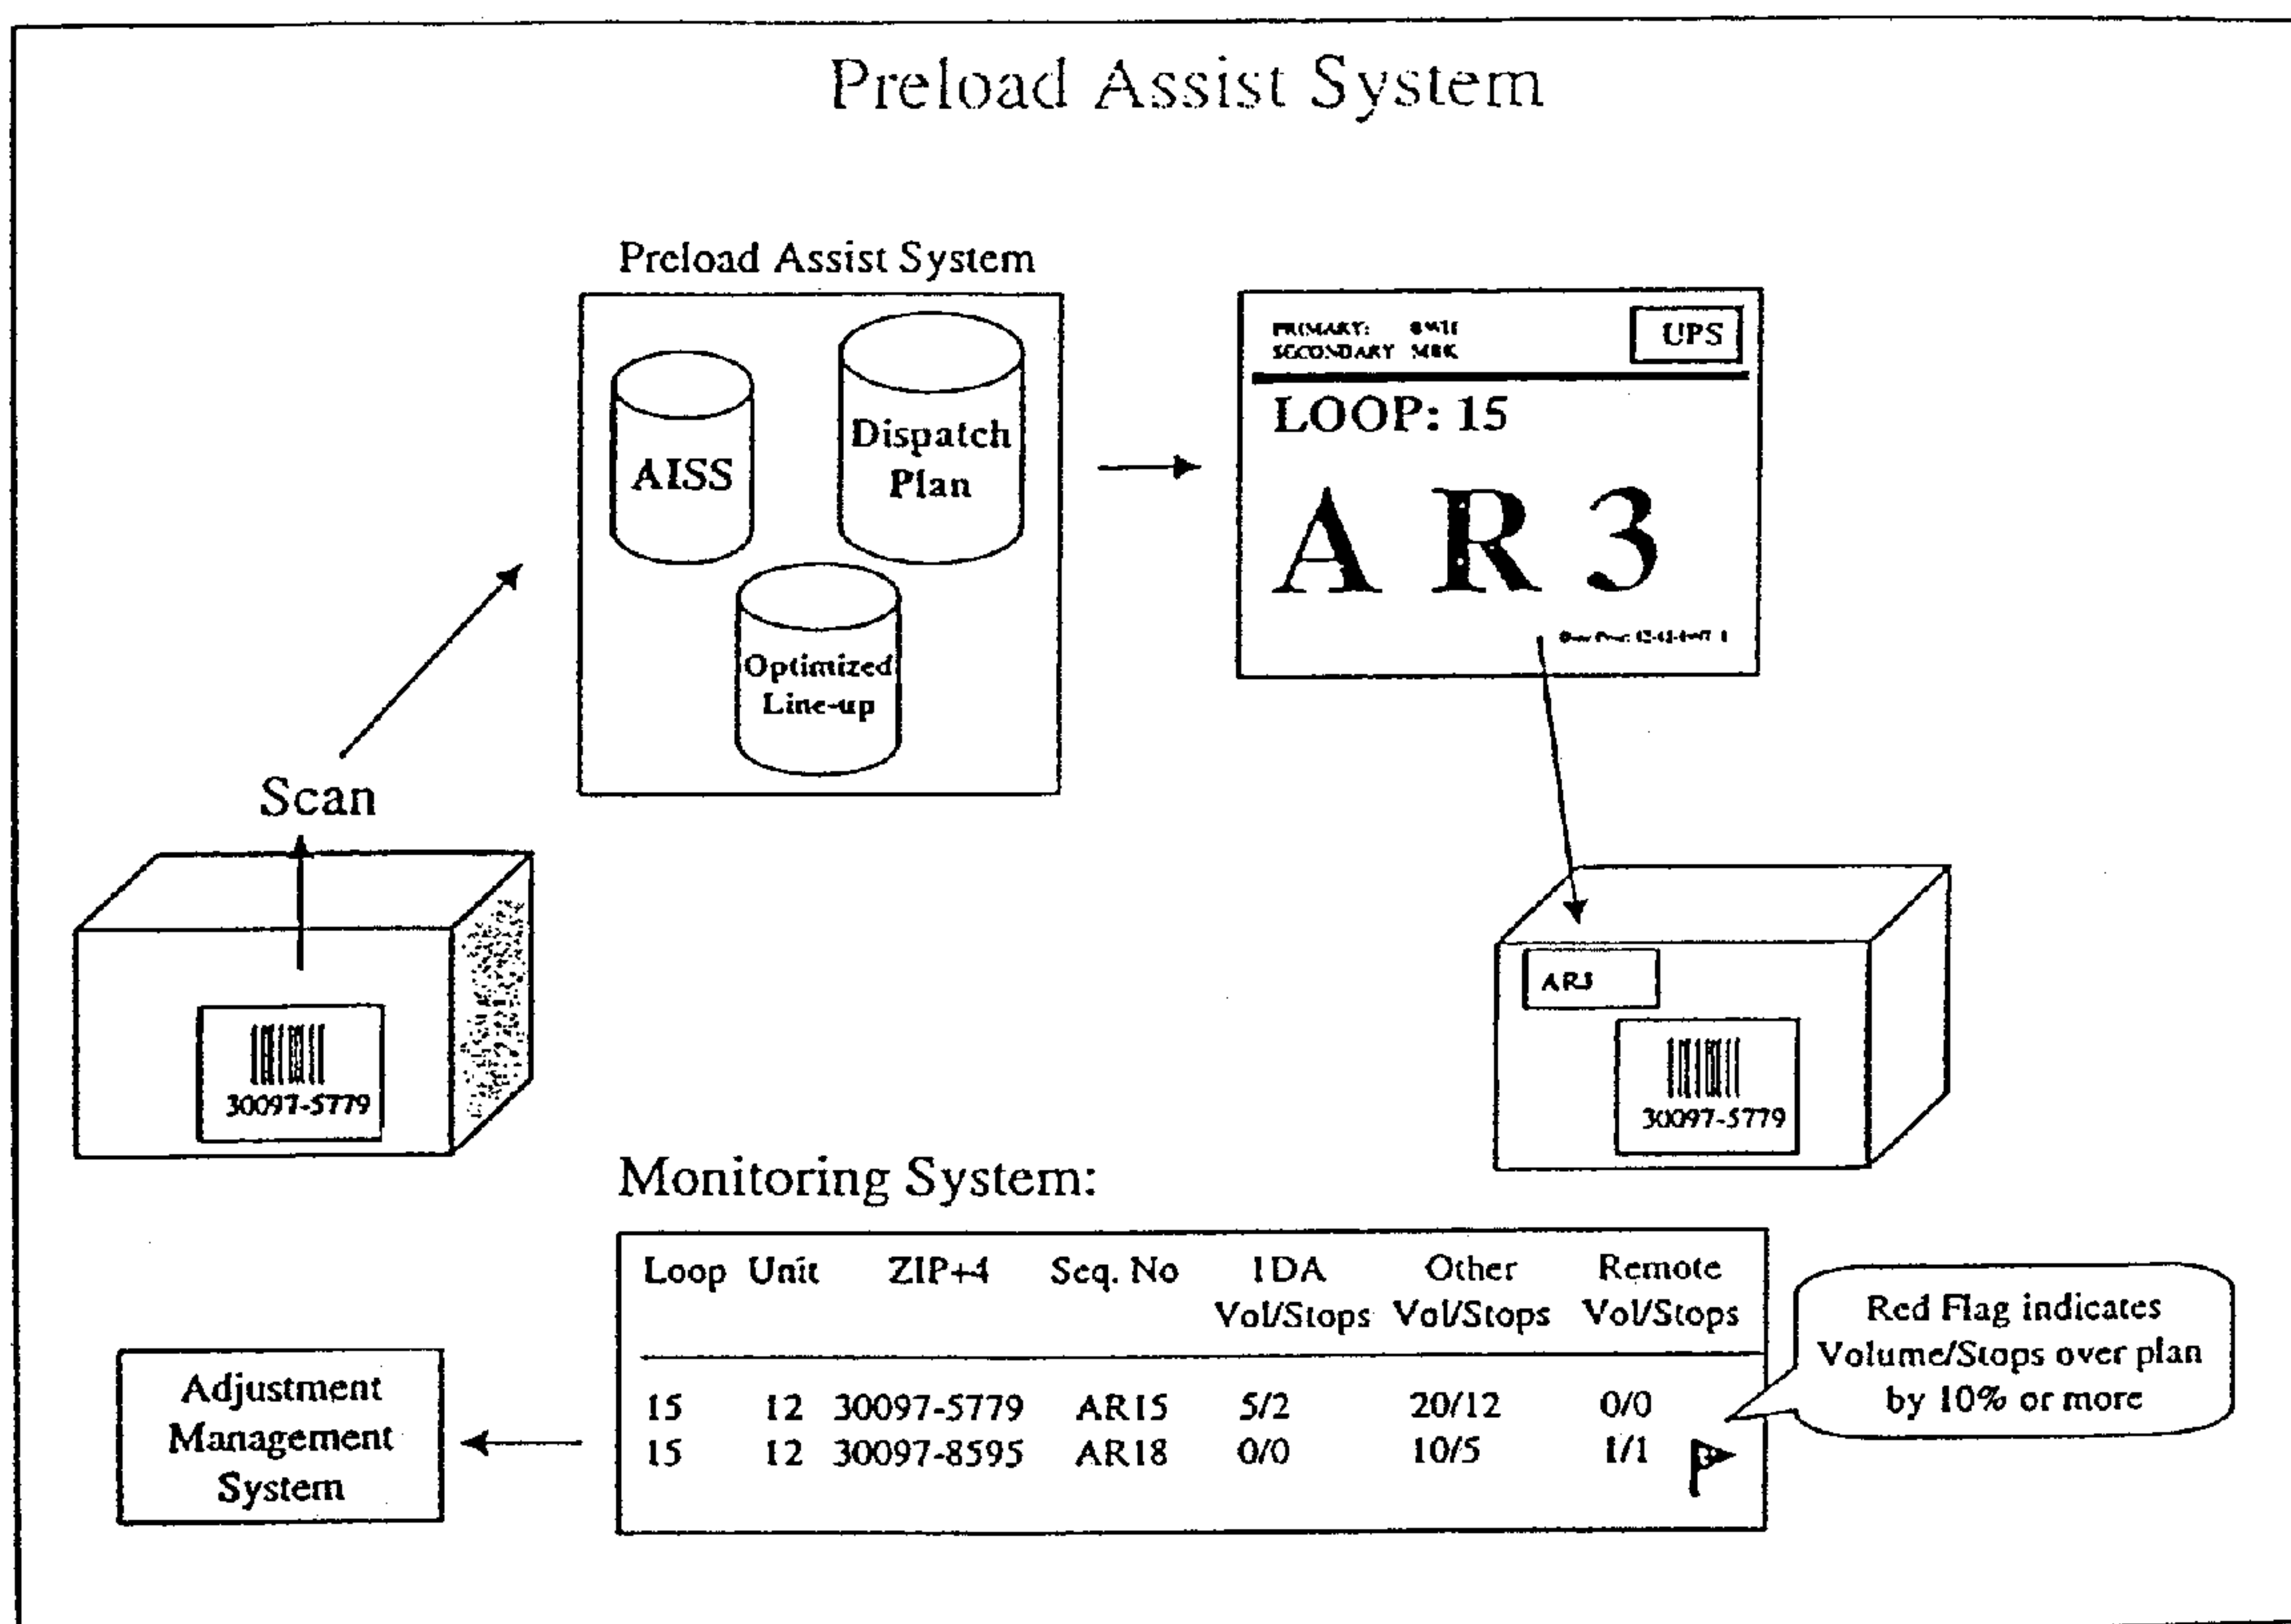 Preload Assist System
Preload Assist System
AISS
Dispatch
Plan
Optimized
Line-up
PRIMARY:
SECONDARY
UPS
LOOP: 15
A R 3
Scan
30097-5779
AR3
30097-5779
Monitoring System:
Loop Unit ZIP+4 Seq. No 1DA Other Remote
Vol/Stops Vol/Stops Vol/Stops
15 12 30097-5779 AR15 5/2 20/12 0/0
15 12 30097-8595 AR18 0/0 10/5 1/1
Red Flag indicates
Volume/Stops over plan
by 10% or more
Adjustment
Management
System